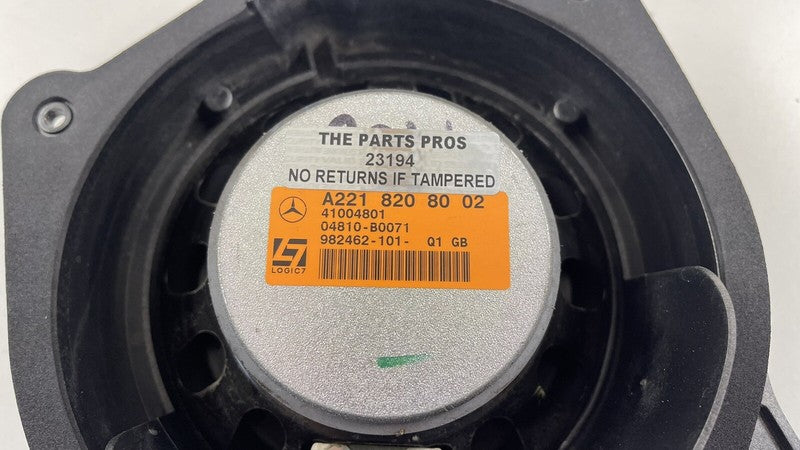 THE PARTS PROS
23194
NO RETURNS IF TAMPERED
A221 820 80 02
41004801
04810-B0071
982462-101- Q1 GB
LOGIC7